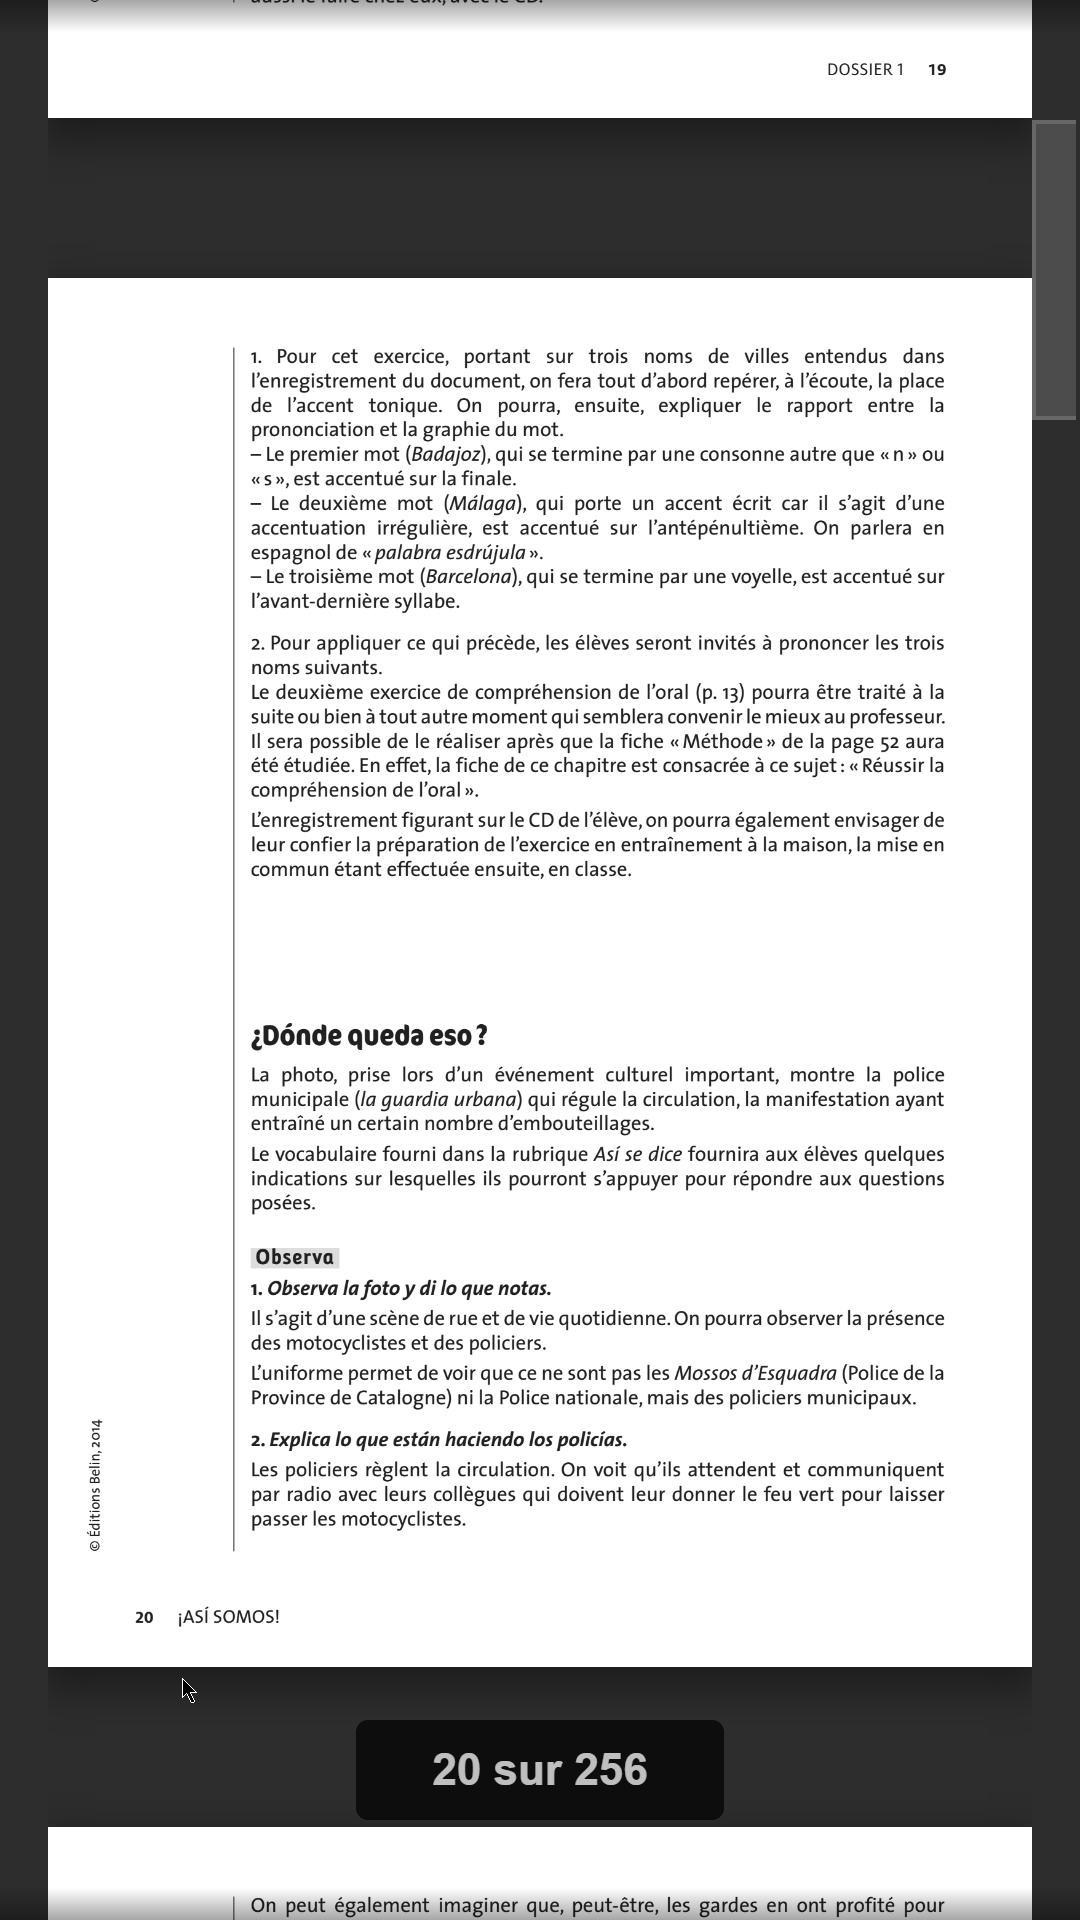 DOSSIER 1 19
1. Pour cet exercice, portant sur trois noms de villes entendus dans
l’enregistrement du document, on fera tout d’abord repérer, à l’écoute, la place
de l’accent tonique. On pourra, ensuite, expliquer le rapport entre la
prononciation et la graphie du mot.
– Le premier mot (Badajoz), qui se termine par une consonne autre que « n » ou
« s », est accentué sur la finale.
– Le deuxième mot (Málaga), qui porte un accent écrit car il s’agit d’une
accentuation irrégulière, est accentué sur l’antépénultième. On parlera en
espagnol de « palabra esdrújula ».
– Le troisième mot (Barcelona), qui se termine par une voyelle, est accentué sur
l’avant-dernière syllabe.
2. Pour appliquer ce qui précède, les élèves seront invités à prononcer les trois
noms suivants.
Le deuxième exercice de compréhension de l’oral (p. 13) pourra être traité à la
suite ou bien à tout autre moment qui semblera convenir le mieux au professeur.
Il sera possible de le réaliser après que la fiche « Méthode » de la page 52 aura
été étudiée. En effet, la fiche de ce chapitre est consacrée à ce sujet : « Réussir la
compréhension de l’oral ».
L’enregistrement figurant sur le CD de l’élève, on pourra également envisager de
leur confier la préparation de l’exercice en entraînement à la maison, la mise en
commun étant effectuée ensuite, en classe.
¿Dónde queda eso ?
La photo, prise lors d’un événement culturel important, montre la police
municipale (la guardia urbana) qui régule la circulation, la manifestation ayant
entraîné un certain nombre d’embouteillages.
Le vocabulaire fourni dans la rubrique Así se dice fournira aux élèves quelques
indications sur lesquelles ils pourront s’appuyer pour répondre aux questions
posées.
Observa
1. Observa la foto y di lo que notas.
Il s’agit d’une scène de rue et de vie quotidienne. On pourra observer la présence
des motocyclistes et des policiers.
L’uniforme permet de voir que ce ne sont pas les Mossos d’Esquadra (Police de la
Province de Catalogne) ni la Police nationale, mais des policiers municipaux.
2. Explica lo que están haciendo los policías.
Les policiers règlent la circulation. On voit qu’ils attendent et communiquent
par radio avec leurs collègues qui doivent leur donner le feu vert pour laisser
passer les motocyclistes.
© Éditions Belin, 2014
20 ¡ASÍ SOMOS!
20 sur 256
On peut également imaginer que, peut-être, les gardes en ont profité pour